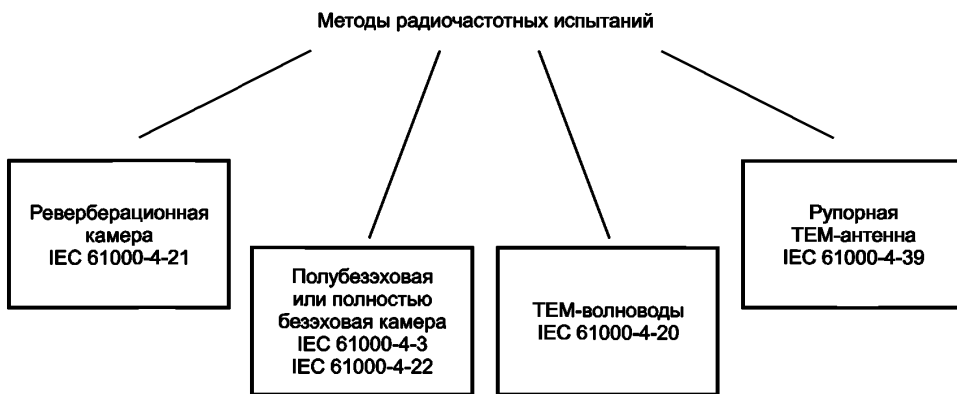 Методы радиочастотных испытаний
Реверберационная
камера
IEC 61000-4-21
Полубезэховая
или полностью
безэховая камера
IEC 61000-4-3
IEC 61000-4-22
ТЕМ-волноводы
IEC 61000-4-20
Рупорная
ТЕМ-антенна
IEC 61000-4-39